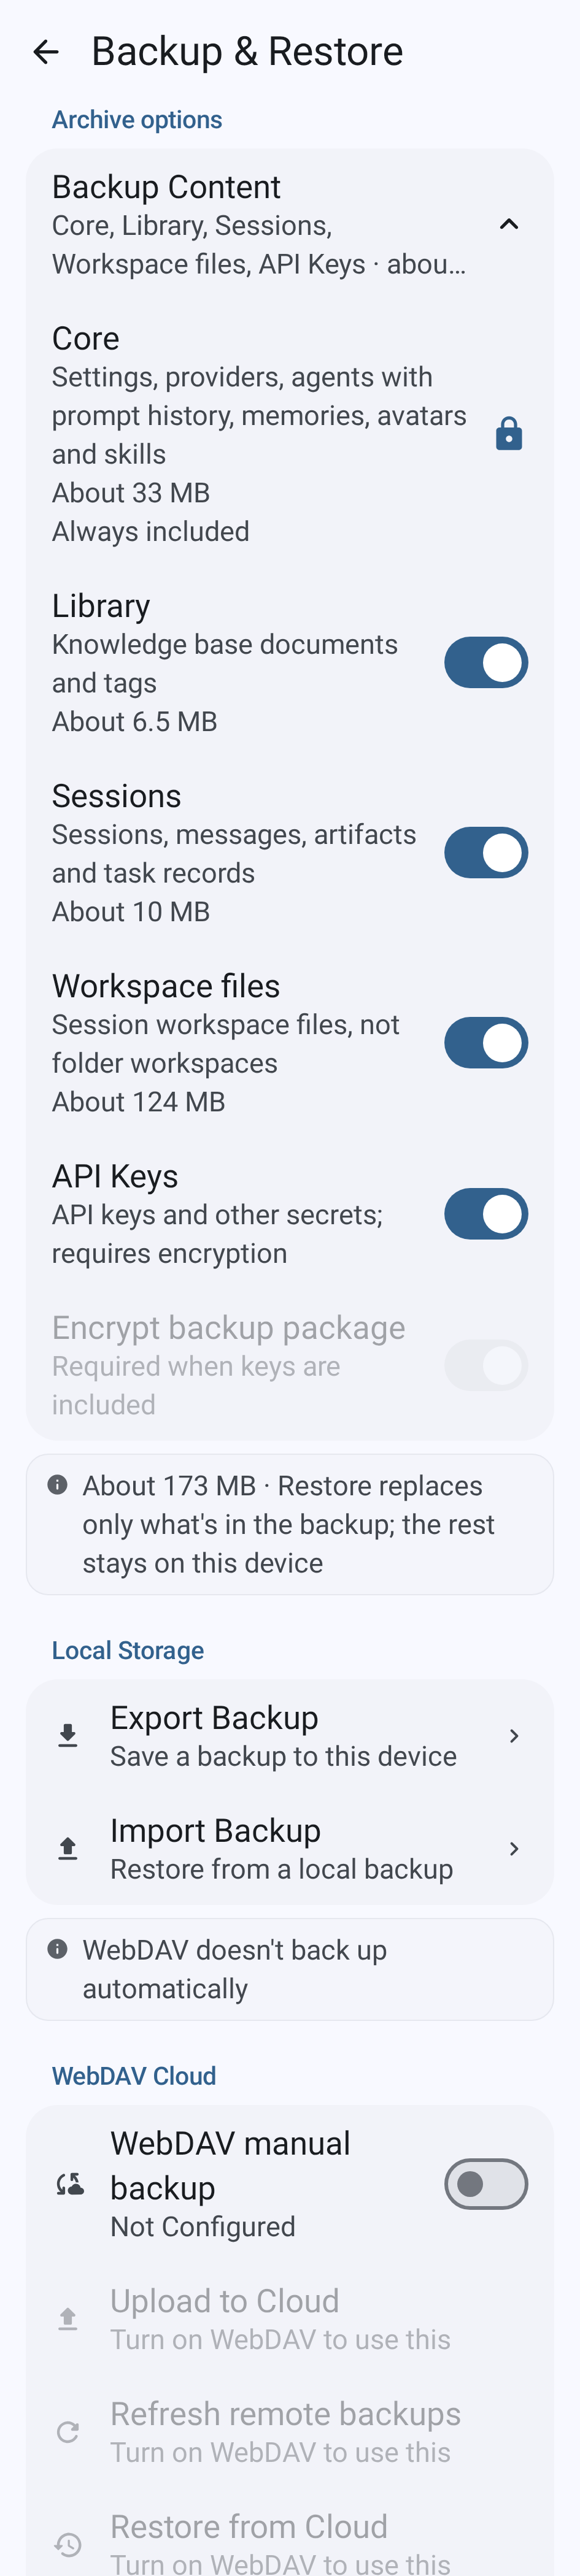 Backup & Restore
Archive options
Backup Content
Core, Library, Sessions,
Workspace files, API Keys · abou...
Core
Settings, providers, agents with
prompt history, memories, avatars
and skills
About 33 MB
Always included
Library
Knowledge base documents
and tags
About 6.5 MB
Sessions
Sessions, messages, artifacts
and task records
About 10 MB
Workspace files
Session workspace files, not
folder workspaces
About 124 MB
API Keys
API keys and other secrets;
requires encryption
Encrypt backup package
Required when keys are
included
About 173 MB · Restore replaces
only what's in the backup; the rest
stays on this device
Local Storage
Export Backup
Save a backup to this device
Import Backup
Restore from a local backup
WebDAV doesn't back up
automatically
WebDAV Cloud
WebDAV manual
backup
Not Configured
Upload to Cloud
Turn on WebDAV to use this
Refresh remote backups
Turn on WebDAV to use this
Restore from Cloud
Turn on WebDAV to use this